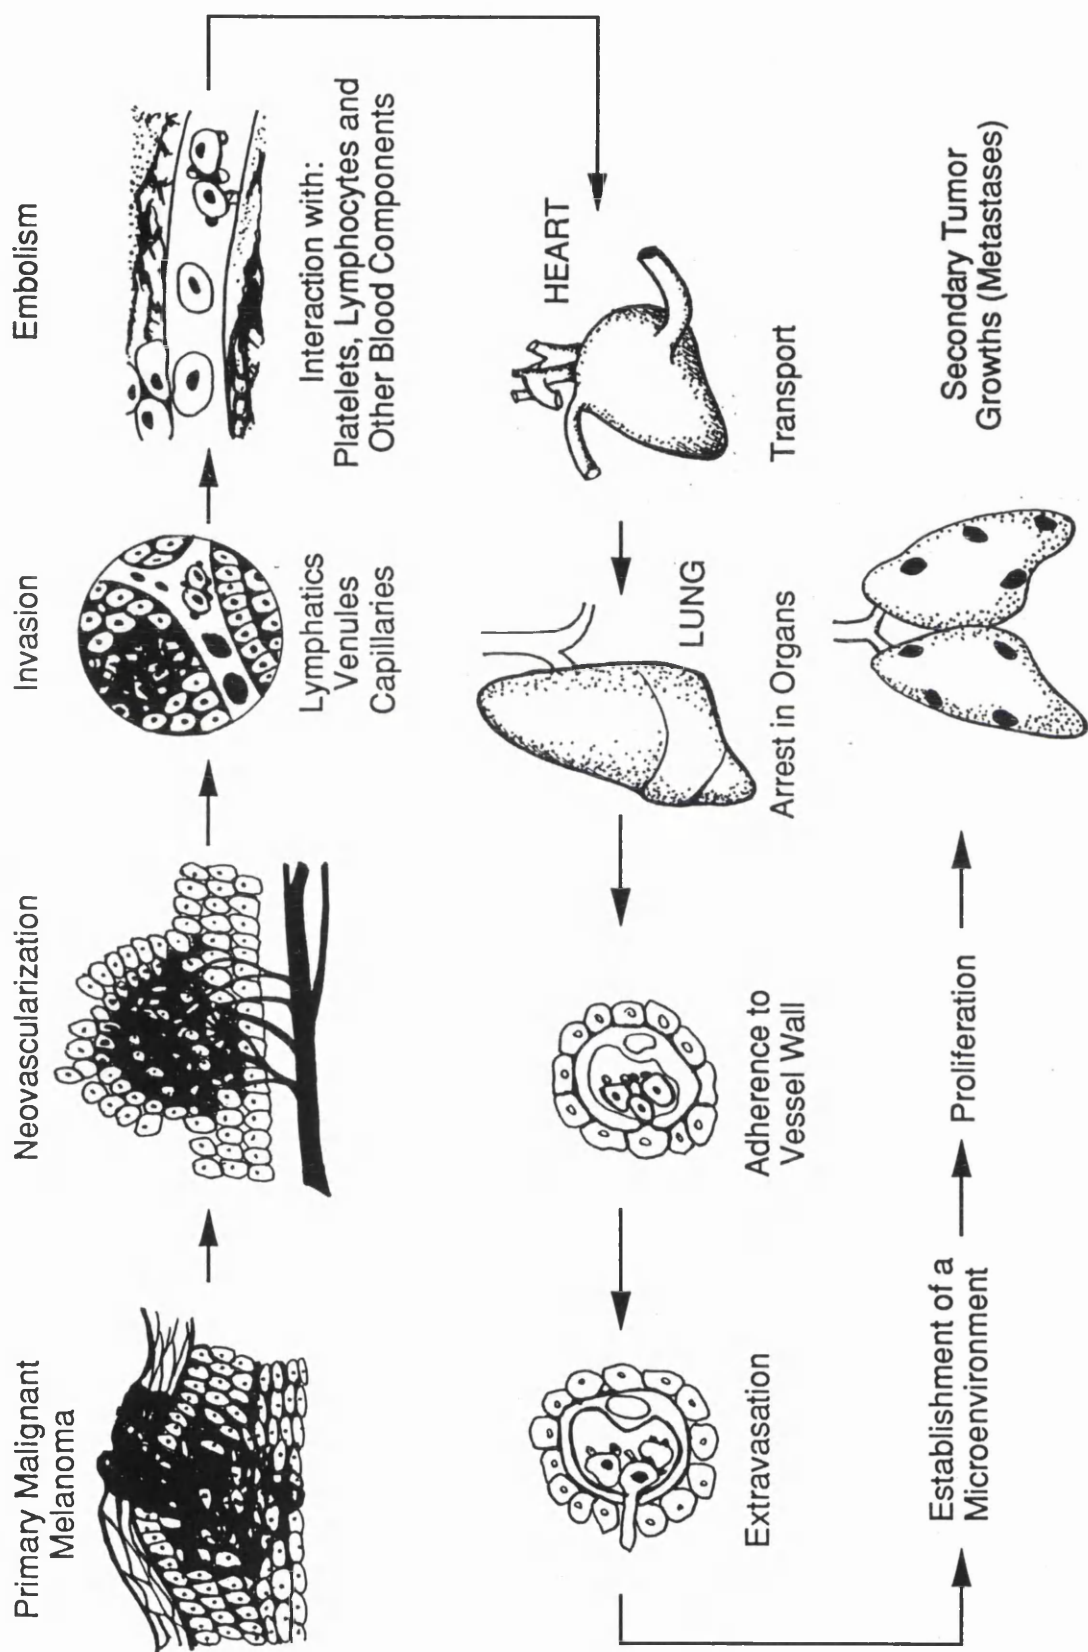 Primary Malignant
Melanoma
Neovascularization
Invasion
Lymphatics
Venules
Capillaries
Embolism
Interaction with:
Platelets, Lymphocytes and
Other Blood Components
HEART
Transport
LUNG
Arrest in Organs
Adherence to
Vessel Wall
Extravasation
Establishment of a
Microenvironment
Proliferation
Secondary Tumor
Growths (Metastases)